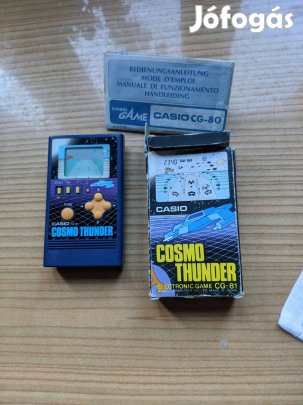 Jófogás
BEDIENUNGSANLEITUNG
MODE D'EMPLOI
MANUALE DI FUNZIONAMENTO
HANDLEIDING
CASIO
GAME
CASIO CG-80
CASIO
COSMO THUNDER
CASIO
COSMO
THUNDER
ELECTRONIC GAME CG-81